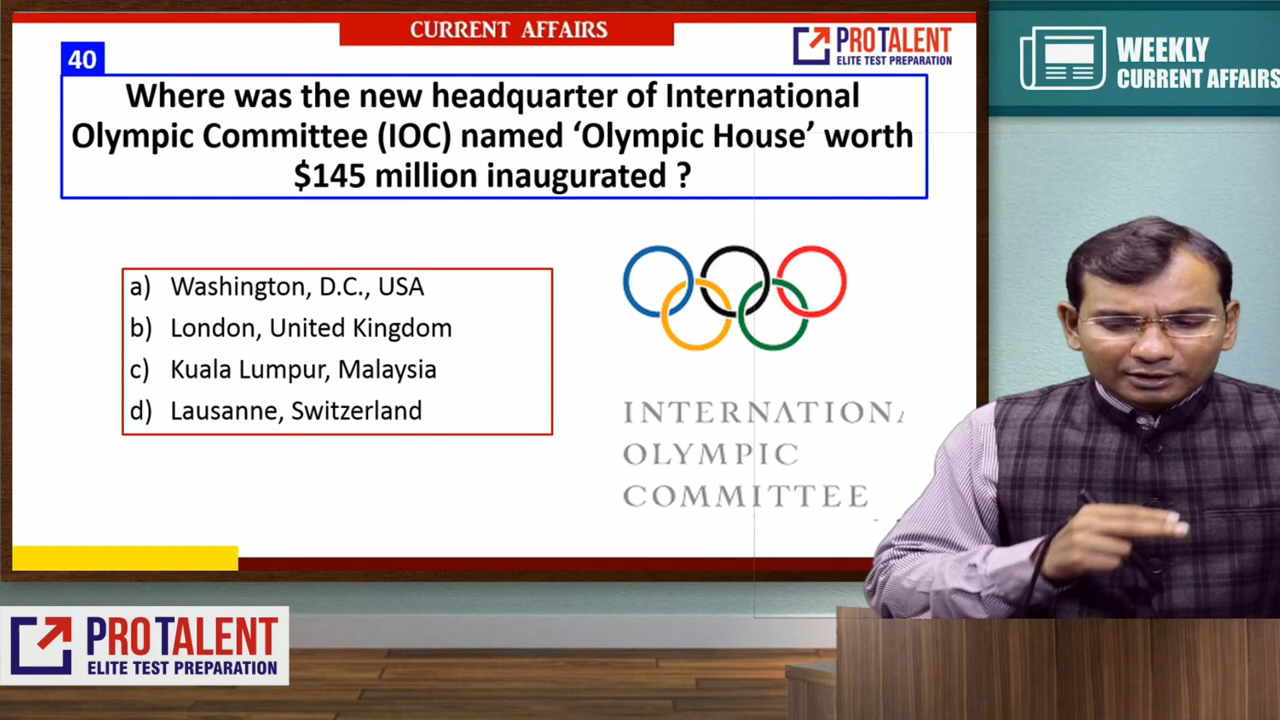 CURRENT AFFAIRS
PROTALENT
ELITE TEST PREPARATION
WEEKLY
CURRENT AFFAIRS
40
Where was the new headquarter of International
Olympic Committee (IOC) named ‘Olympic House’ worth
$145 million inaugurated ?
a) Washington, D.C., USA
b) London, United Kingdom
c) Kuala Lumpur, Malaysia
d) Lausanne, Switzerland
INTERNATION
OLYMPIC
COMMITTEE
PROTALENT
ELITE TEST PREPARATION